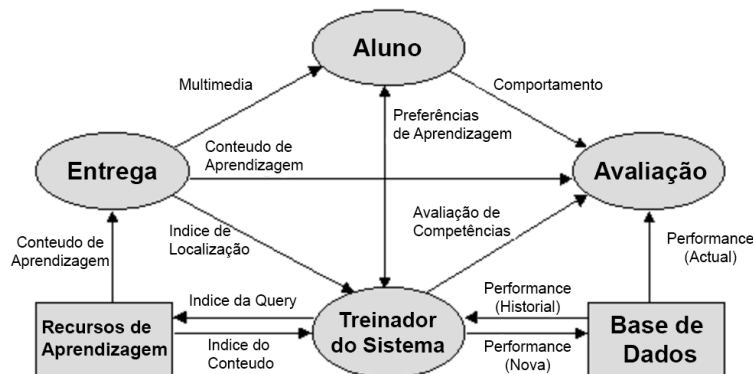 Aluno
Multimedia
Comportamento
Preferências
de Aprendizagem
Conteudo de
Aprendizagem
Entrega
Avaliação
Indice de
Localização
Avaliação de
Competências
Conteudo de
Aprendizagem
Performance
(Actual)
Indice da Query
Performance
(Historial)
Recursos de
Aprendizagem
Treinador
do Sistema
Base de
Dados
Indice do
Conteudo
Performance
(Nova)